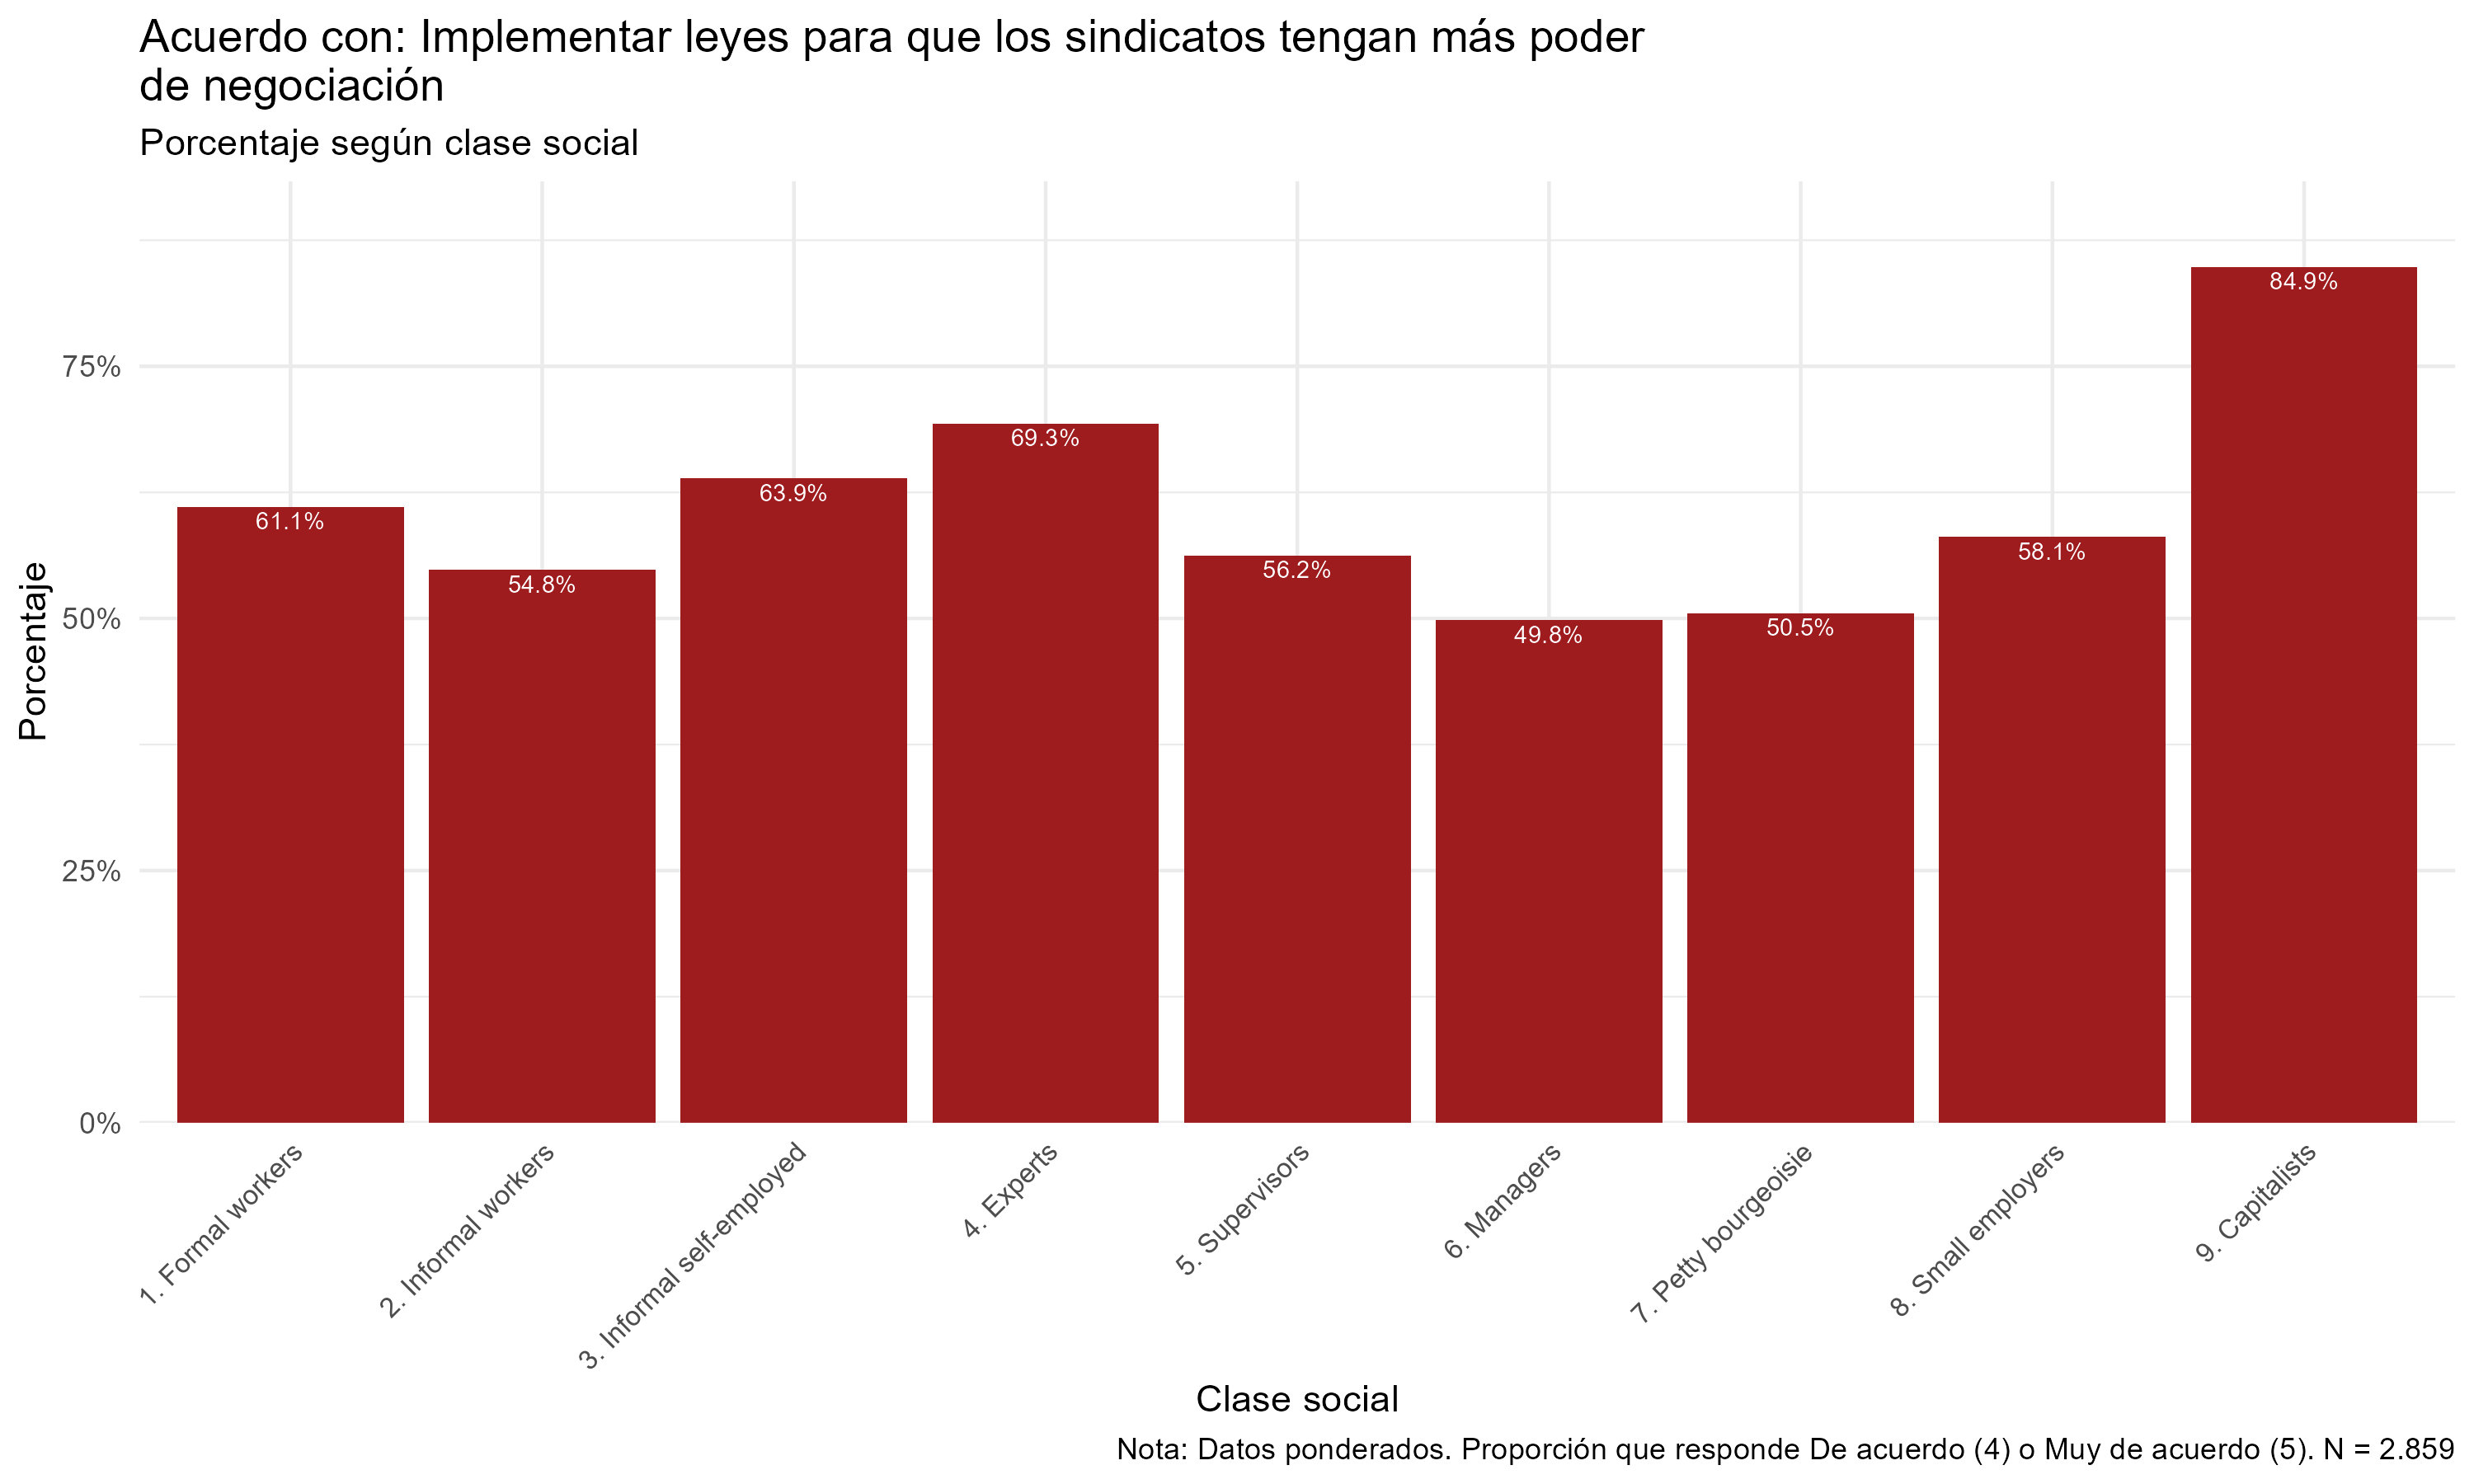 Acuerdo con: Implementar leyes para que los sindicatos tengan más poder
de negociación
Porcentaje según clase social
Porcentaje
75%
50%
25%
0%
61.1%
54.8%
63.9%
69.3%
56.2%
49.8%
50.5%
58.1%
84.9%
1. Formal workers
2. Informal workers
3. Informal self-employed
4. Experts
5. Supervisors
6. Managers
7. Petty bourgeoisie
8. Small employers
9. Capitalists
Clase social
Nota: Datos ponderados. Proporción que responde De acuerdo (4) o Muy de acuerdo (5). N = 2.859